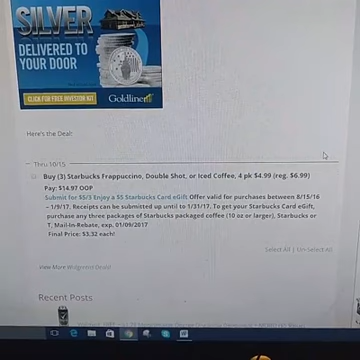 SILVER
DELIVERED TO
YOUR DOOR
CLICK FOR FREE INVESTOR KIT
Goldline
Here's the Deal:
Thru 10/15
Buy (3) Starbucks Frappuccino, Double Shot, or Iced Coffee, 4 pk $4.99 (reg. $6.99)
Pay: $14.97 OOP
Submit for $5/3 Enjoy a $5 Starbucks Card eGift Offer valid for purchases between 8/15/16
– 1/9/17. Receipts can be submitted up until to 1/31/17. To get your Starbucks Card eGift,
purchase any three packages of Starbucks packaged coffee (10 oz or larger), Starbucks or
T, Mail-In-Rebate, exp. 01/09/2017
Final Price: $3.32 each!
Select All | Un-Select All
View More Walgreens Deals!
Recent Posts